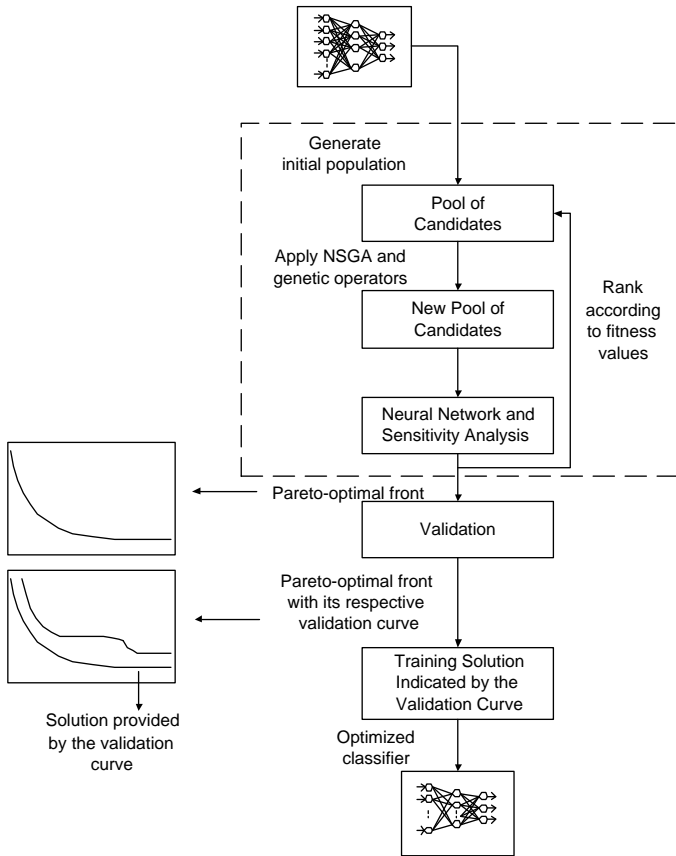 Generate
initial population
Pool of
Candidates
Apply NSGA and
genetic operators
New Pool of
Candidates
Rank
according
to fitness
values
Neural Network and
Sensitivity Analysis
Pareto-optimal front
Validation
Pareto-optimal front
with its respective
validation curve
Training Solution
Indicated by the
Validation Curve
Solution provided
by the validation
curve
Optimized
classifier